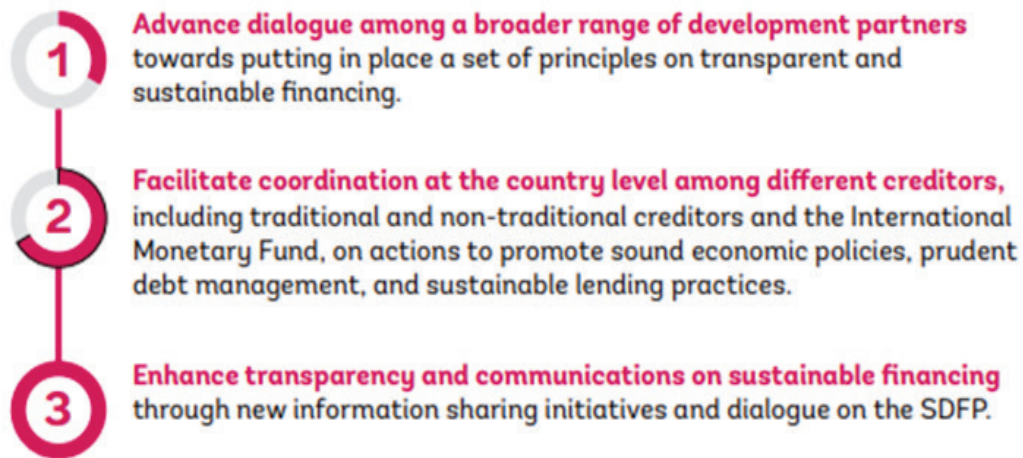 1
Advance dialogue among a broader range of development partners
towards putting in place a set of principles on transparent and
sustainable financing.
2
Facilitate coordination at the country level among different creditors,
including traditional and non-traditional creditors and the International
Monetary Fund, on actions to promote sound economic policies, prudent
debt management, and sustainable lending practices.
3
Enhance transparency and communications on sustainable financing
through new information sharing initiatives and dialogue on the SDFP.